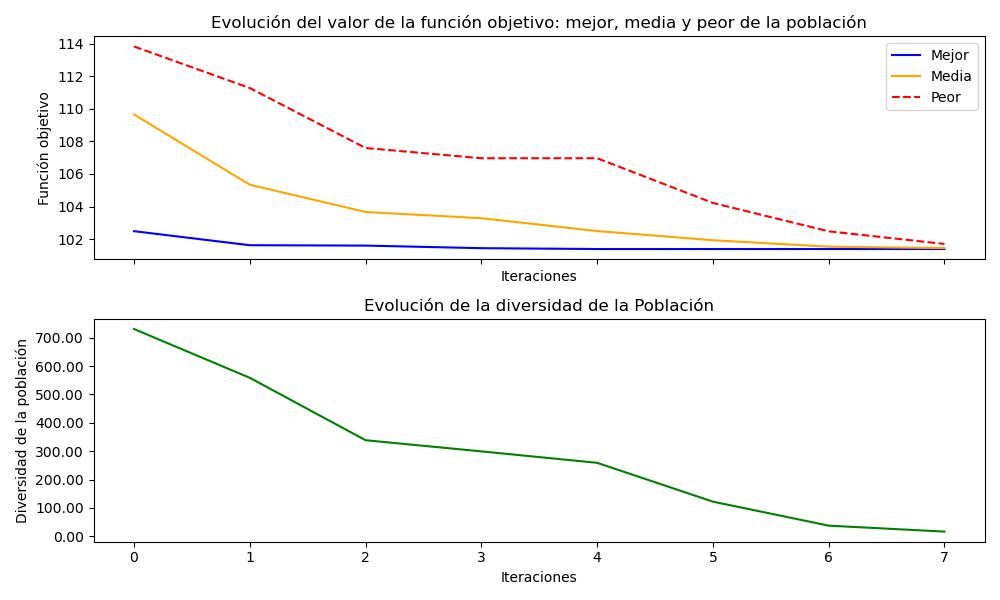 Evolución del valor de la función objetivo: mejor, media y peor de la población
114
112
110
108
106
104
102
Función objetivo
Mejor
Media
Peor
Iteraciones
Evolución de la diversidad de la Población
700.00
600.00
500.00
400.00
300.00
200.00
100.00
0.00
Diversidad de la población
0 1 2 3 4 5 6 7
Iteraciones